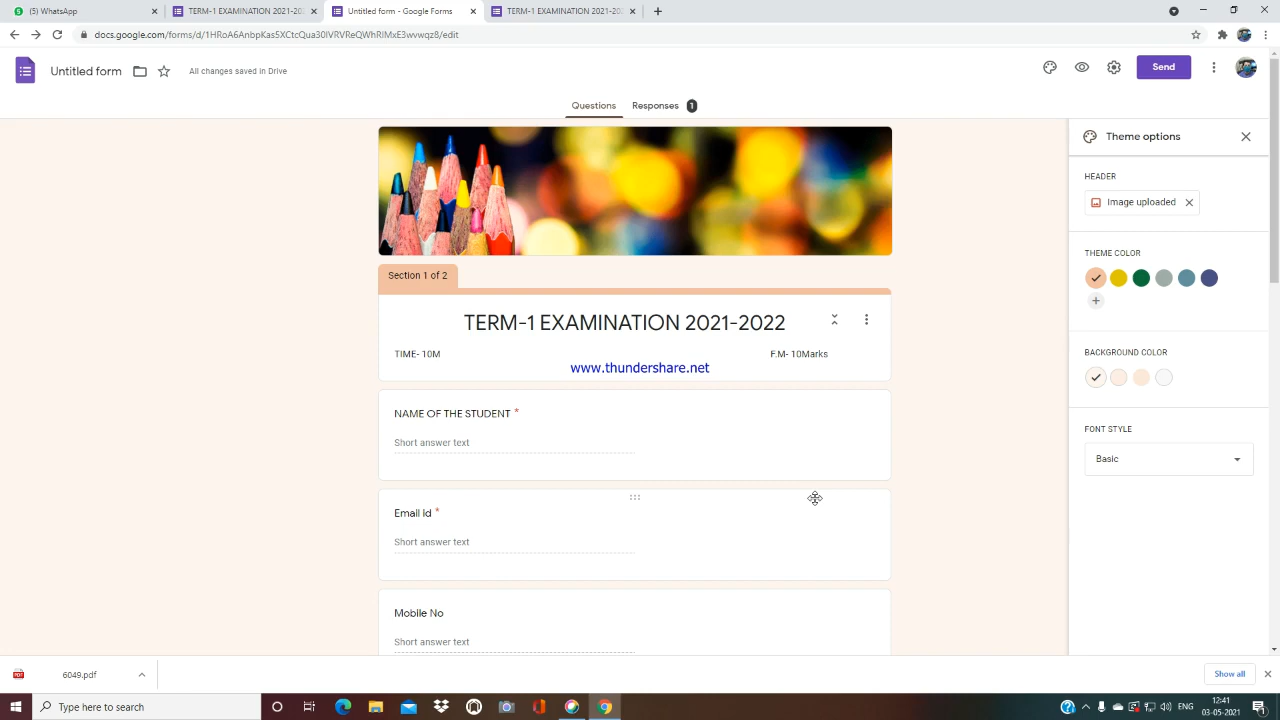 (5) WhatsApp
TERM-1 EXAMINATION 2021-202
Untitled form - Google Forms
TERM-1 EXAMINATION 2021-202
docs.google.com/forms/d/1HRoA6AnbpKas5XCtcQua30IVRVReQWhRIMxE3wvwqz8/edit
Untitled form
All changes saved in Drive
Send
Questions
Responses
1
Theme options
HEADER
Image uploaded
Section 1 of 2
THEME COLOR
TERM-1 EXAMINATION 2021-2022
TIME- 10M
F.M- 10Marks
www.thundershare.net
BACKGROUND COLOR
NAME OF THE STUDENT *
Short answer text
FONT STYLE
Basic
Email Id *
Short answer text
Mobile No
Short answer text
6049.pdf
Show all
Type here to search
ENG
12:41
03-05-2021